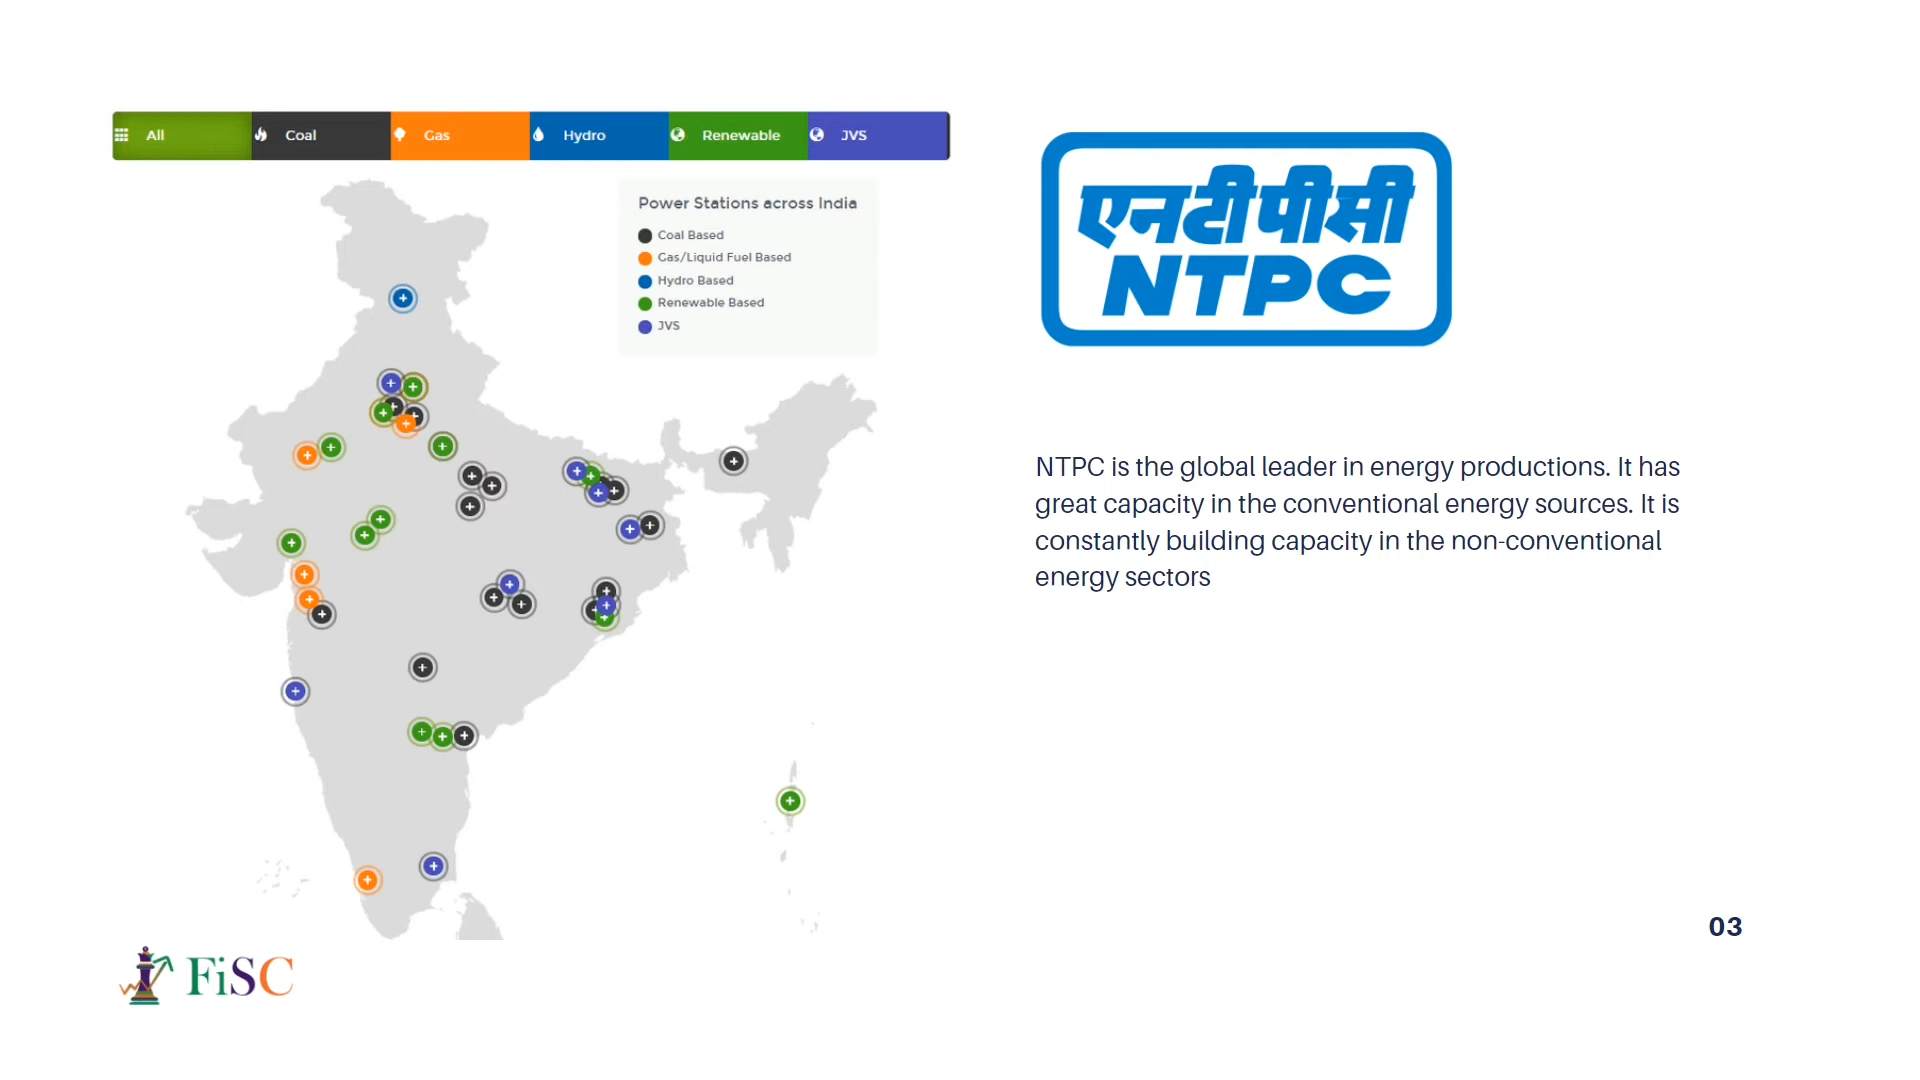 All
Coal
Gas
Hydro
Renewable
JVS
Power Stations across India
Coal Based
Gas/Liquid Fuel Based
Hydro Based
Renewable Based
JVS
एनटीपीसी
NTPC
NTPC is the global leader in energy productions. It has
great capacity in the conventional energy sources. It is
constantly building capacity in the non-conventional
energy sectors
03
FiSC